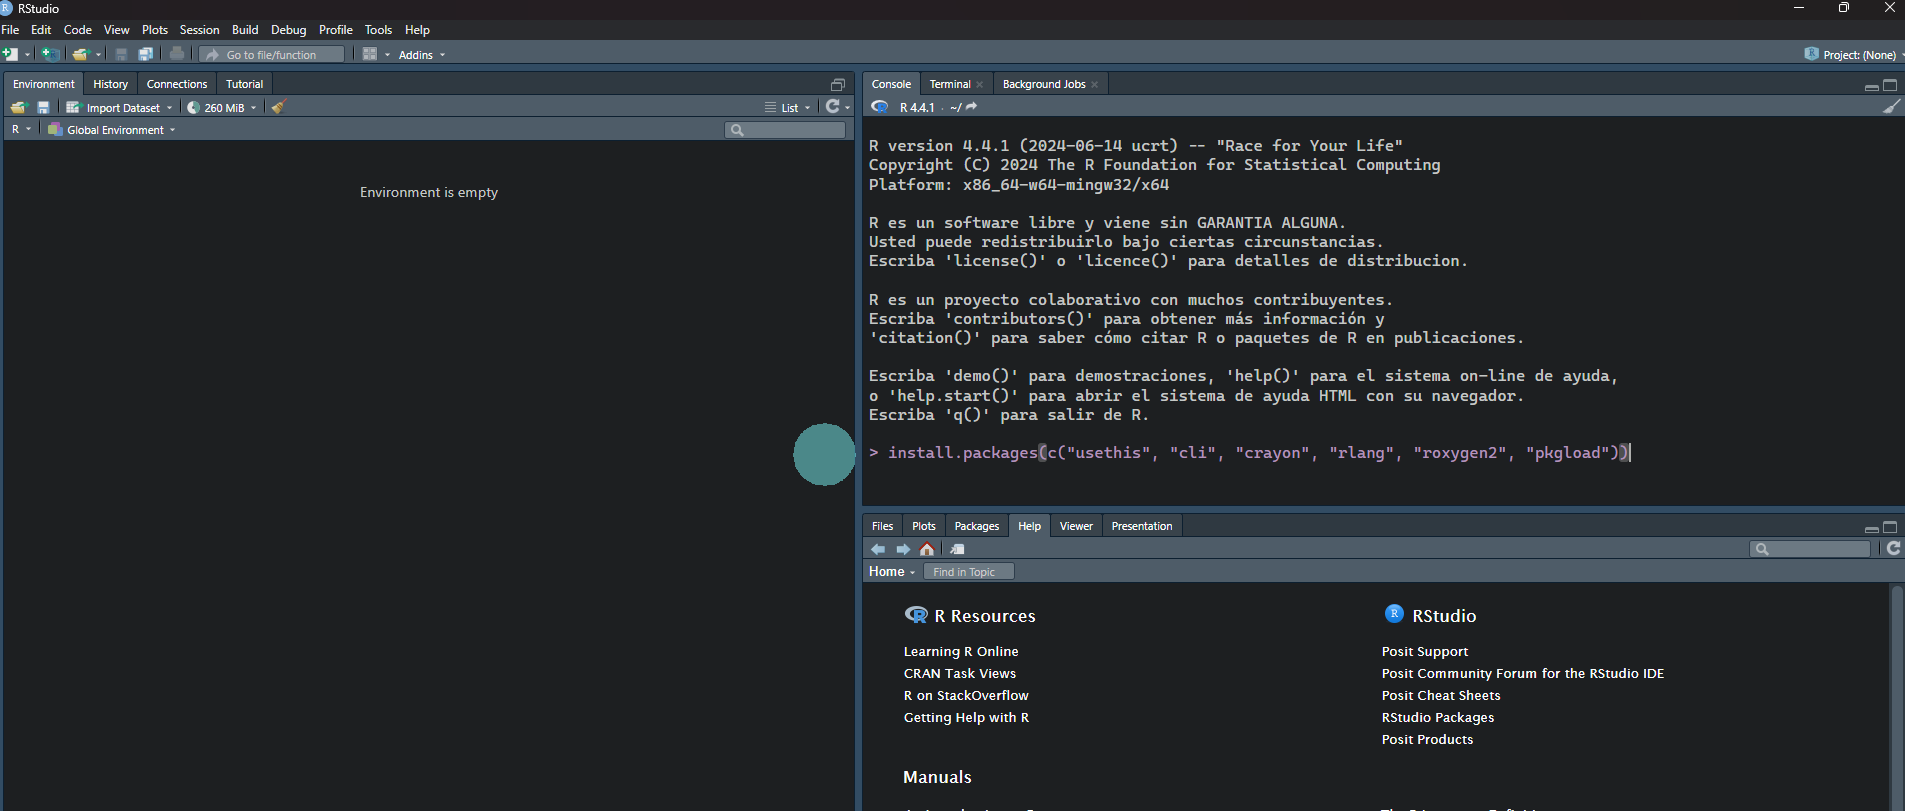 RStudio
File Edit Code View Plots Session Build Debug Profile Tools Help
Go to file/function Addins Project: (None)
Environment History Connections Tutorial
Import Dataset 260 MiB List
R Global Environment
Environment is empty
Console Terminal Background Jobs
R 4.4.1 · ~/
R version 4.4.1 (2024-06-14 ucrt) -- "Race for Your Life"
Copyright (C) 2024 The R Foundation for Statistical Computing
Platform: x86_64-w64-mingw32/x64
R es un software libre y viene sin GARANTIA ALGUNA.
Usted puede redistribuirlo bajo ciertas circunstancias.
Escriba 'license()' o 'licence()' para detalles de distribucion.
R es un proyecto colaborativo con muchos contribuyentes.
Escriba 'contributors()' para obtener más información y
'citation()' para saber cómo citar R o paquetes de R en publicaciones.
Escriba 'demo()' para demostraciones, 'help()' para el sistema on-line de ayuda,
o 'help.start()' para abrir el sistema de ayuda HTML con su navegador.
Escriba 'q()' para salir de R.
> install.packages(c("usethis", "cli", "crayon", "rlang", "roxygen2", "pkgload"))
Files Plots Packages Help Viewer Presentation
Home Find in Topic
R Resources
Learning R Online
CRAN Task Views
R on StackOverflow
Getting Help with R
RStudio
Posit Support
Posit Community Forum for the RStudio IDE
Posit Cheat Sheets
RStudio Packages
Posit Products
Manuals